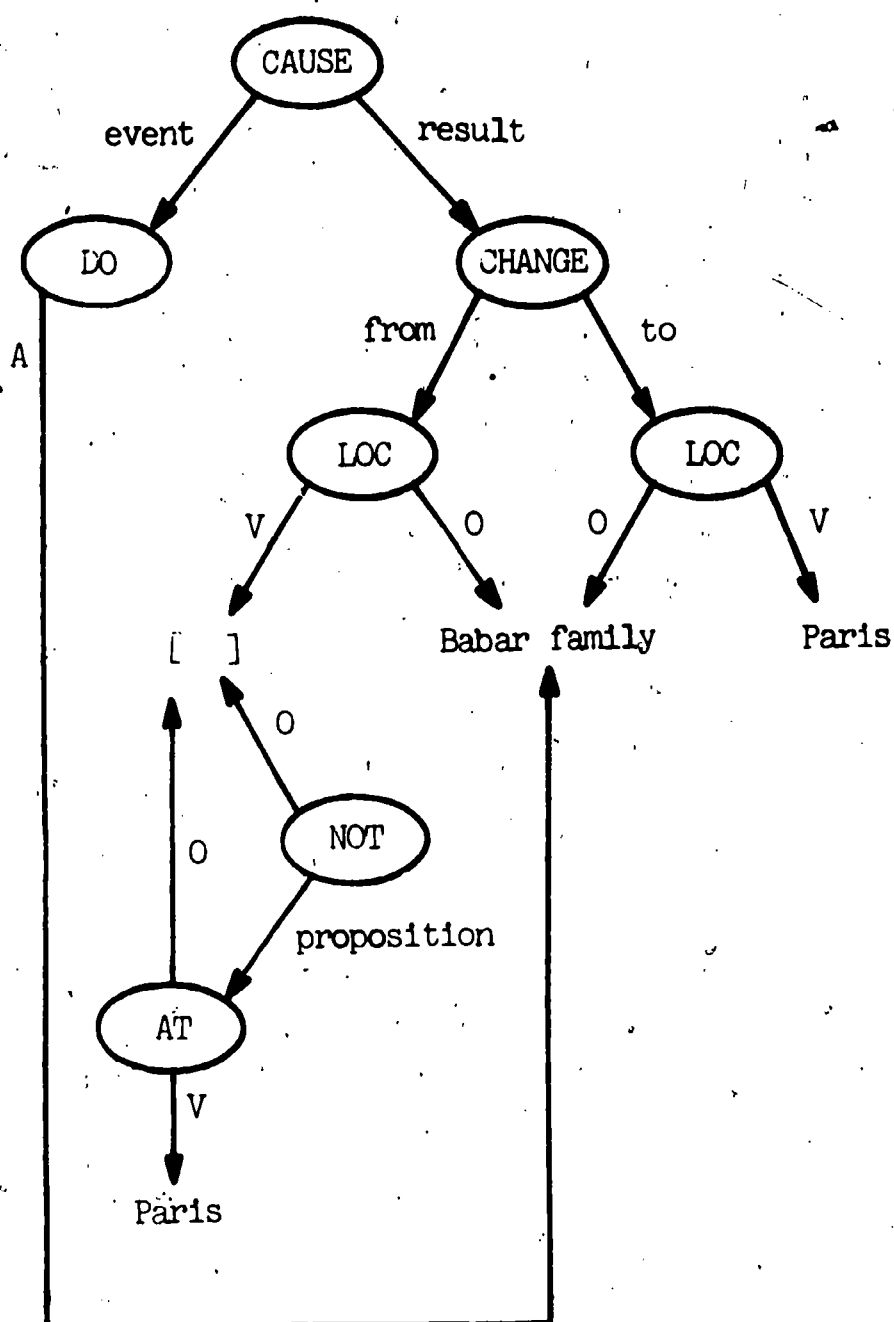 CAUSE
event result
DO CHANGE
A from to
LOC LOC
V O O V
[ ] Babar family Paris
O
O NOT
proposition
AT
V
Paris